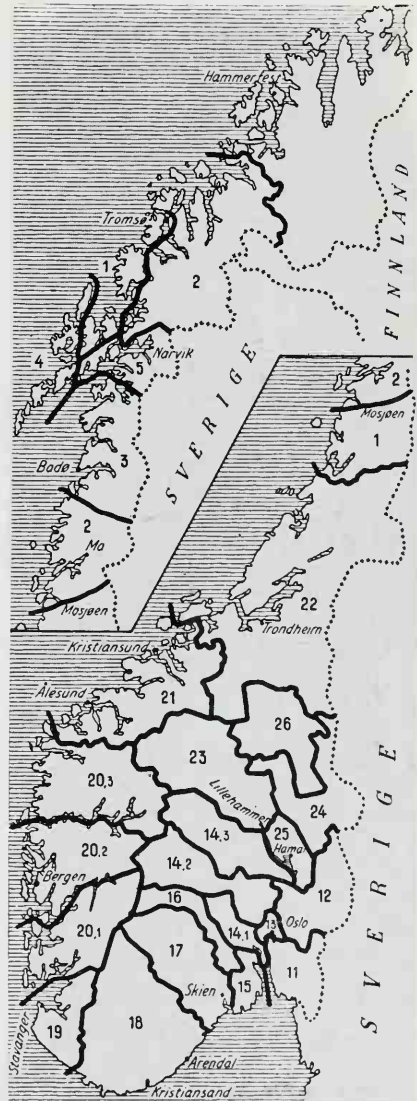 Hammerfest
Tromsø
1
2
FINNLAND
4
Narvik
5
3
SVERIGE
Bodø
2
Mo
Mosjøen
2
Mosjøen
1
22
Trondheim
Kristiansund
21
Ålesund
26
23
20,3
Lillehammer
24
25
14,3
Hamar
20,2
14,2
Bergen
12
16
14,1
13
Oslo
20,1
17
11
Skien
15
SVERIGE
19
18
Stavanger
Arendal
Kristiansand